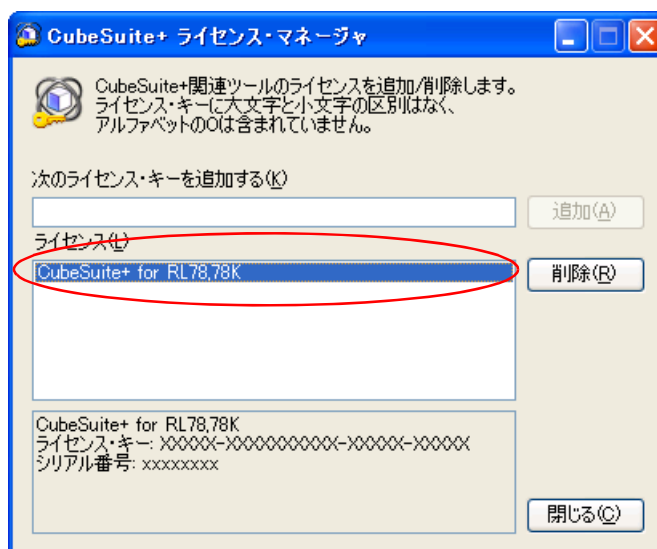 CubeSuite+ ライセンス・マネージャ
CubeSuite+関連ツールのライセンスを追加/削除します。
ライセンス・キーに大文字と小文字の区別はなく、
アルファベットのOは含まれていません。
次のライセンス・キーを追加する(K)
追加(A)
ライセンス(L)
CubeSuite+ for RL78,78K
削除(R)
CubeSuite+ for RL78,78K
ライセンス・キー: XXXXX-XXXXXXXXXXX-XXXXX-XXXXX
シリアル番号: xxxxxxxx
閉じる(C)